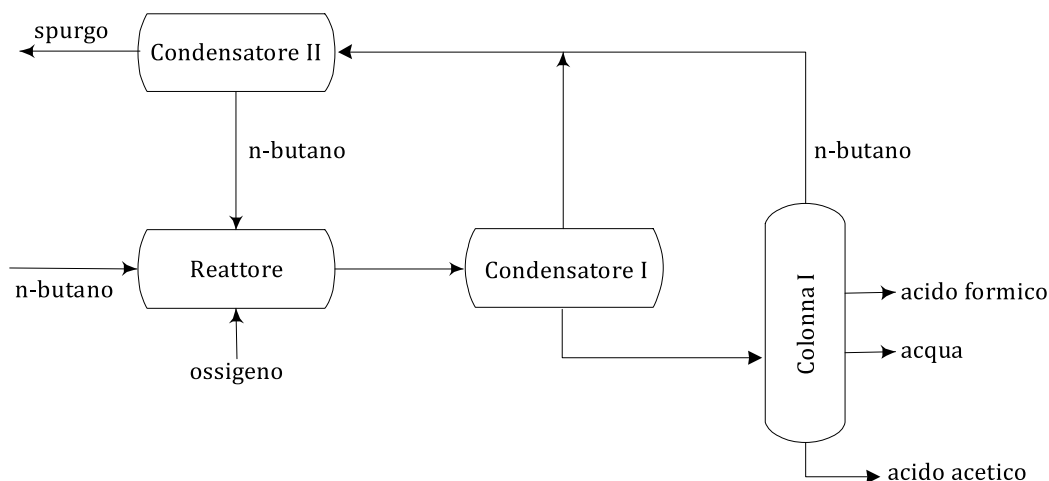 spurgo
Condensatore II
n-butano
n-butano
Reattore
Condensatore I
n-butano
ossigeno
Colonna I
acido formico
acqua
acido acetico